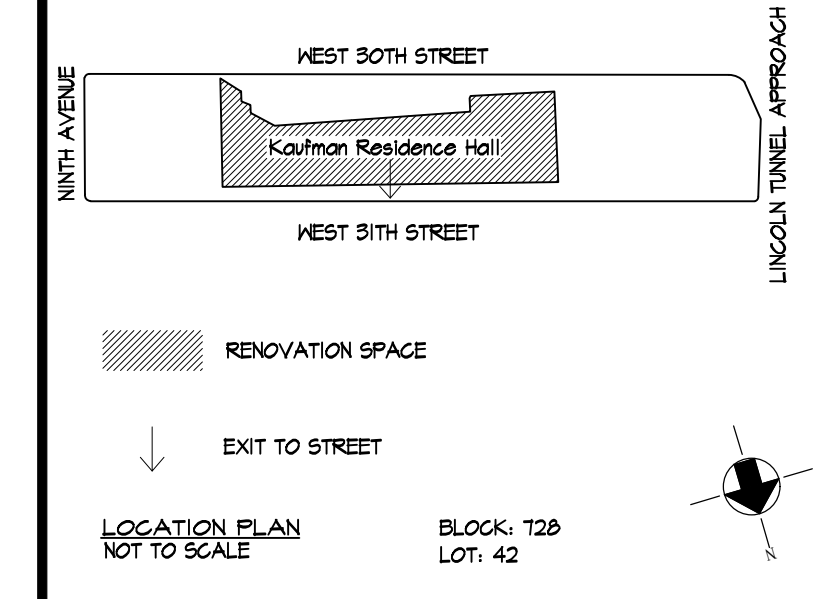 WEST 30TH STREET
NINTH AVENUE
LINCOLN TUNNEL APPROACH
Kaufman Residence Hall
WEST 31TH STREET
RENOVATION SPACE
EXIT TO STREET
LOCATION PLAN
NOT TO SCALE
BLOCK: 728
LOT: 42
N